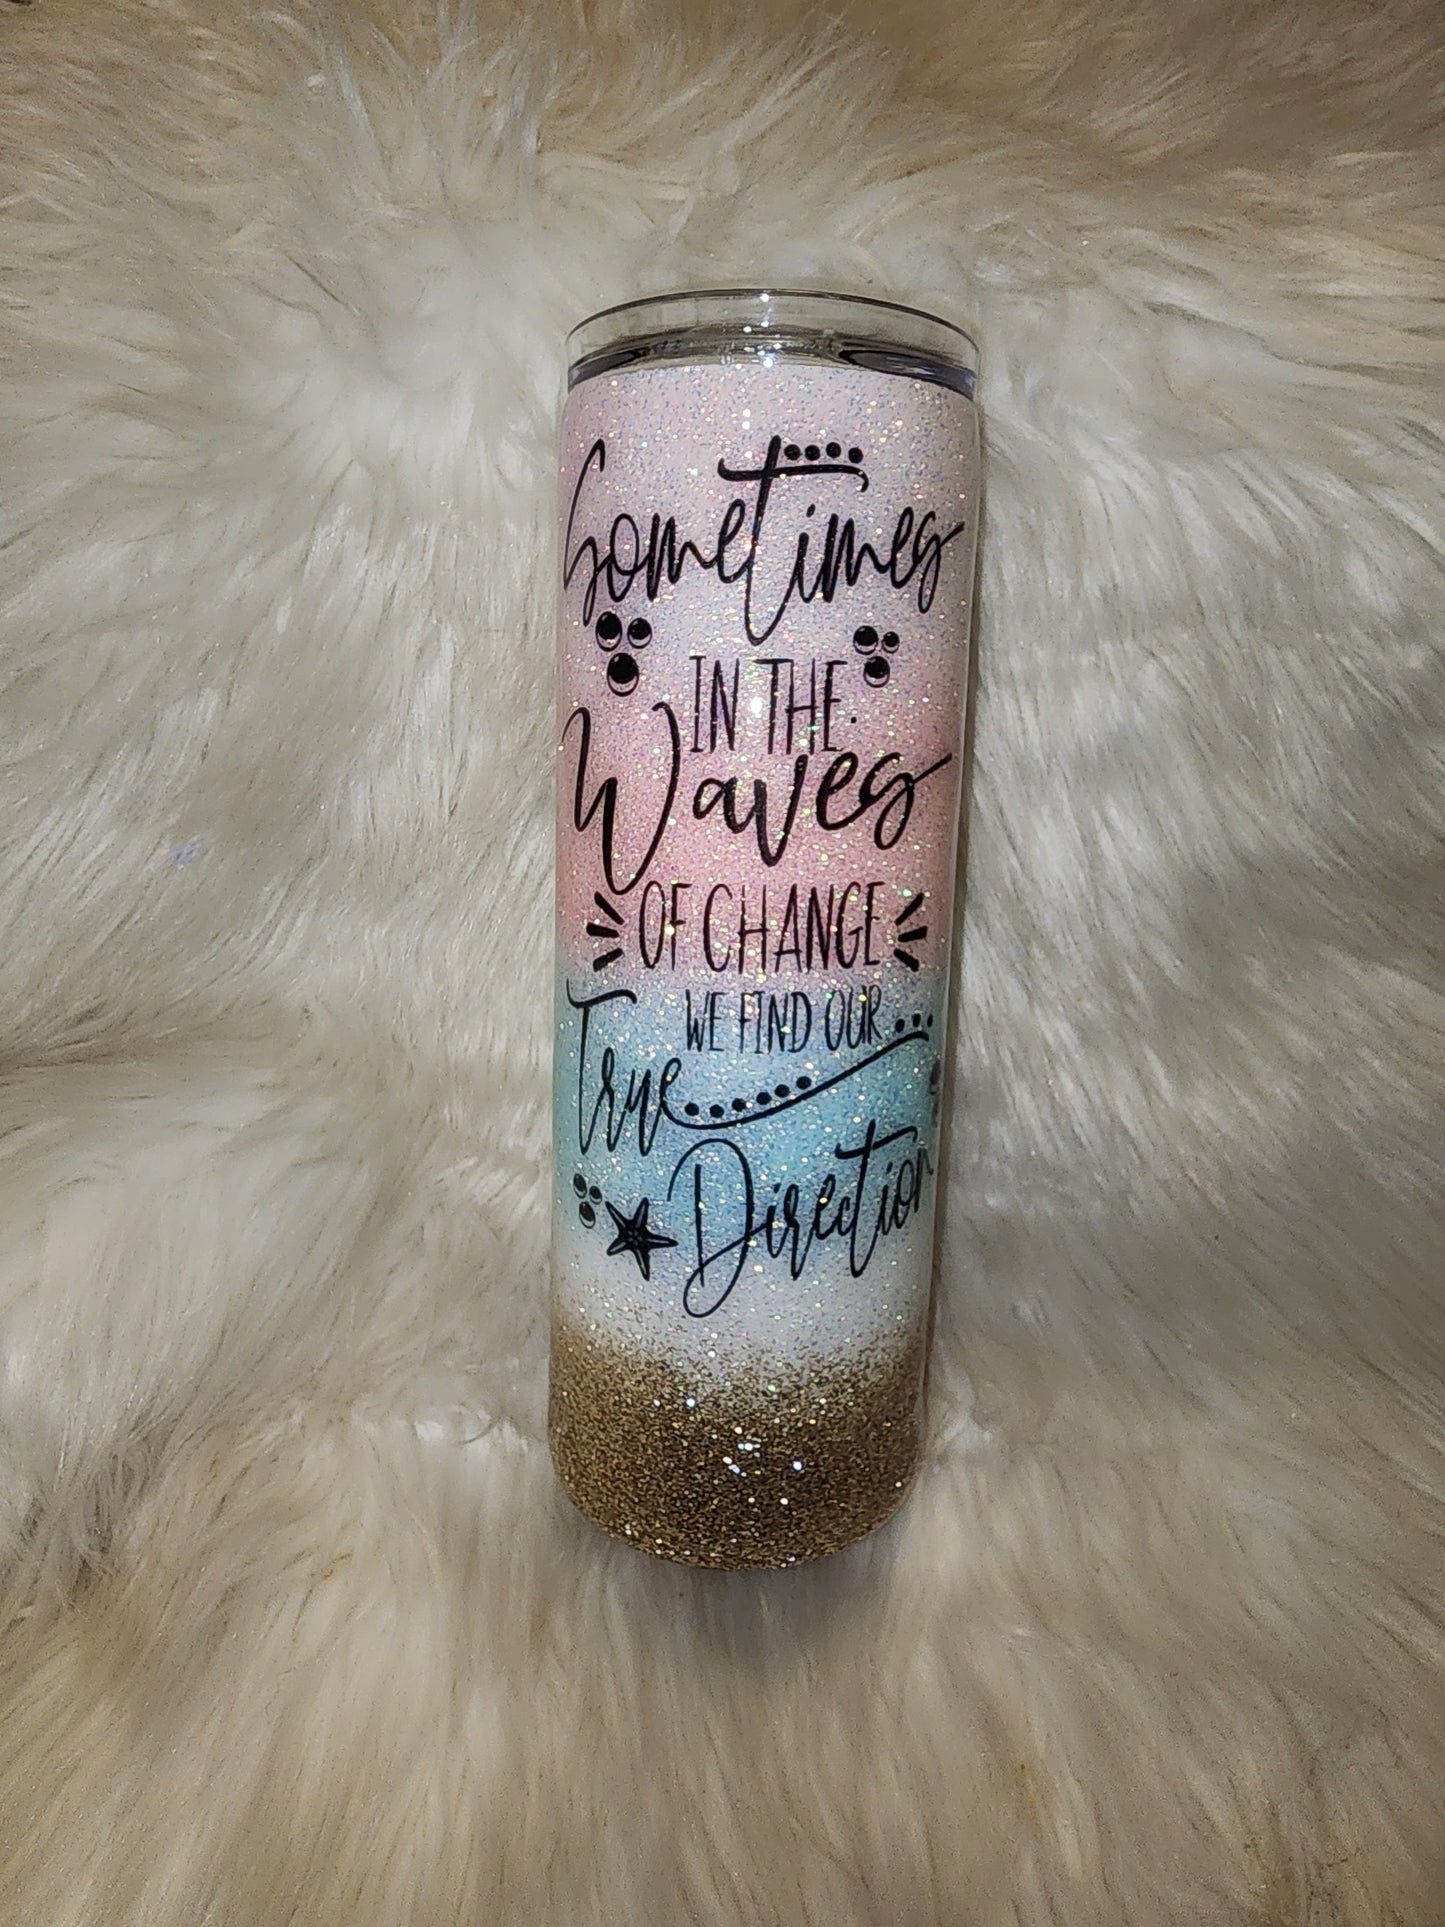 Sometimes
IN THE
Waves
OF CHANGE
WE FIND OUR
True
Direction